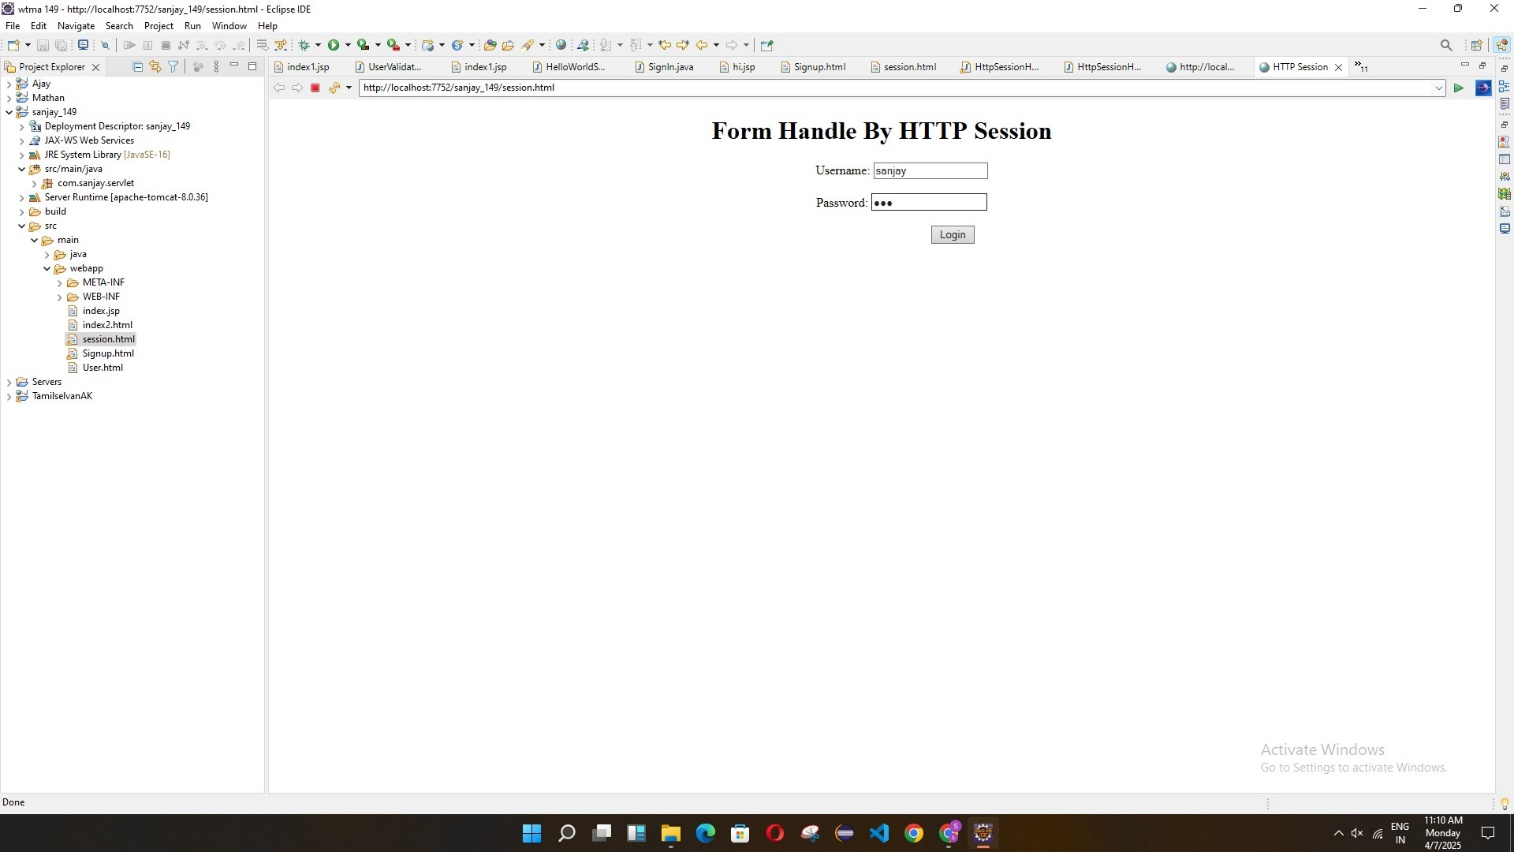 wtma 149 - http://localhost:7752/sanjay_149/session.html - Eclipse IDE
File Edit Navigate Search Project Run Window Help
Project Explorer
index1.jsp UserValidat... index1.jsp HelloWorldS... SignIn.java hi.jsp Signup.html session.html HttpSessionH... HttpSessionH... http://local... HTTP Session »11
http://localhost:7752/sanjay_149/session.html
Ajay
Mathan
sanjay_149
Deployment Descriptor: sanjay_149
JAX-WS Web Services
JRE System Library [JavaSE-16]
src/main/java
com.sanjay.servlet
Server Runtime [apache-tomcat-8.0.36]
build
src
main
java
webapp
META-INF
WEB-INF
index.jsp
index2.html
session.html
Signup.html
User.html
Servers
TamilselvanAK
Form Handle By HTTP Session
Username: sanjay
Password: ●●●
Login
Activate Windows
Go to Settings to activate Windows.
Done
ENG
IN
11:10 AM
Monday
4/7/2025